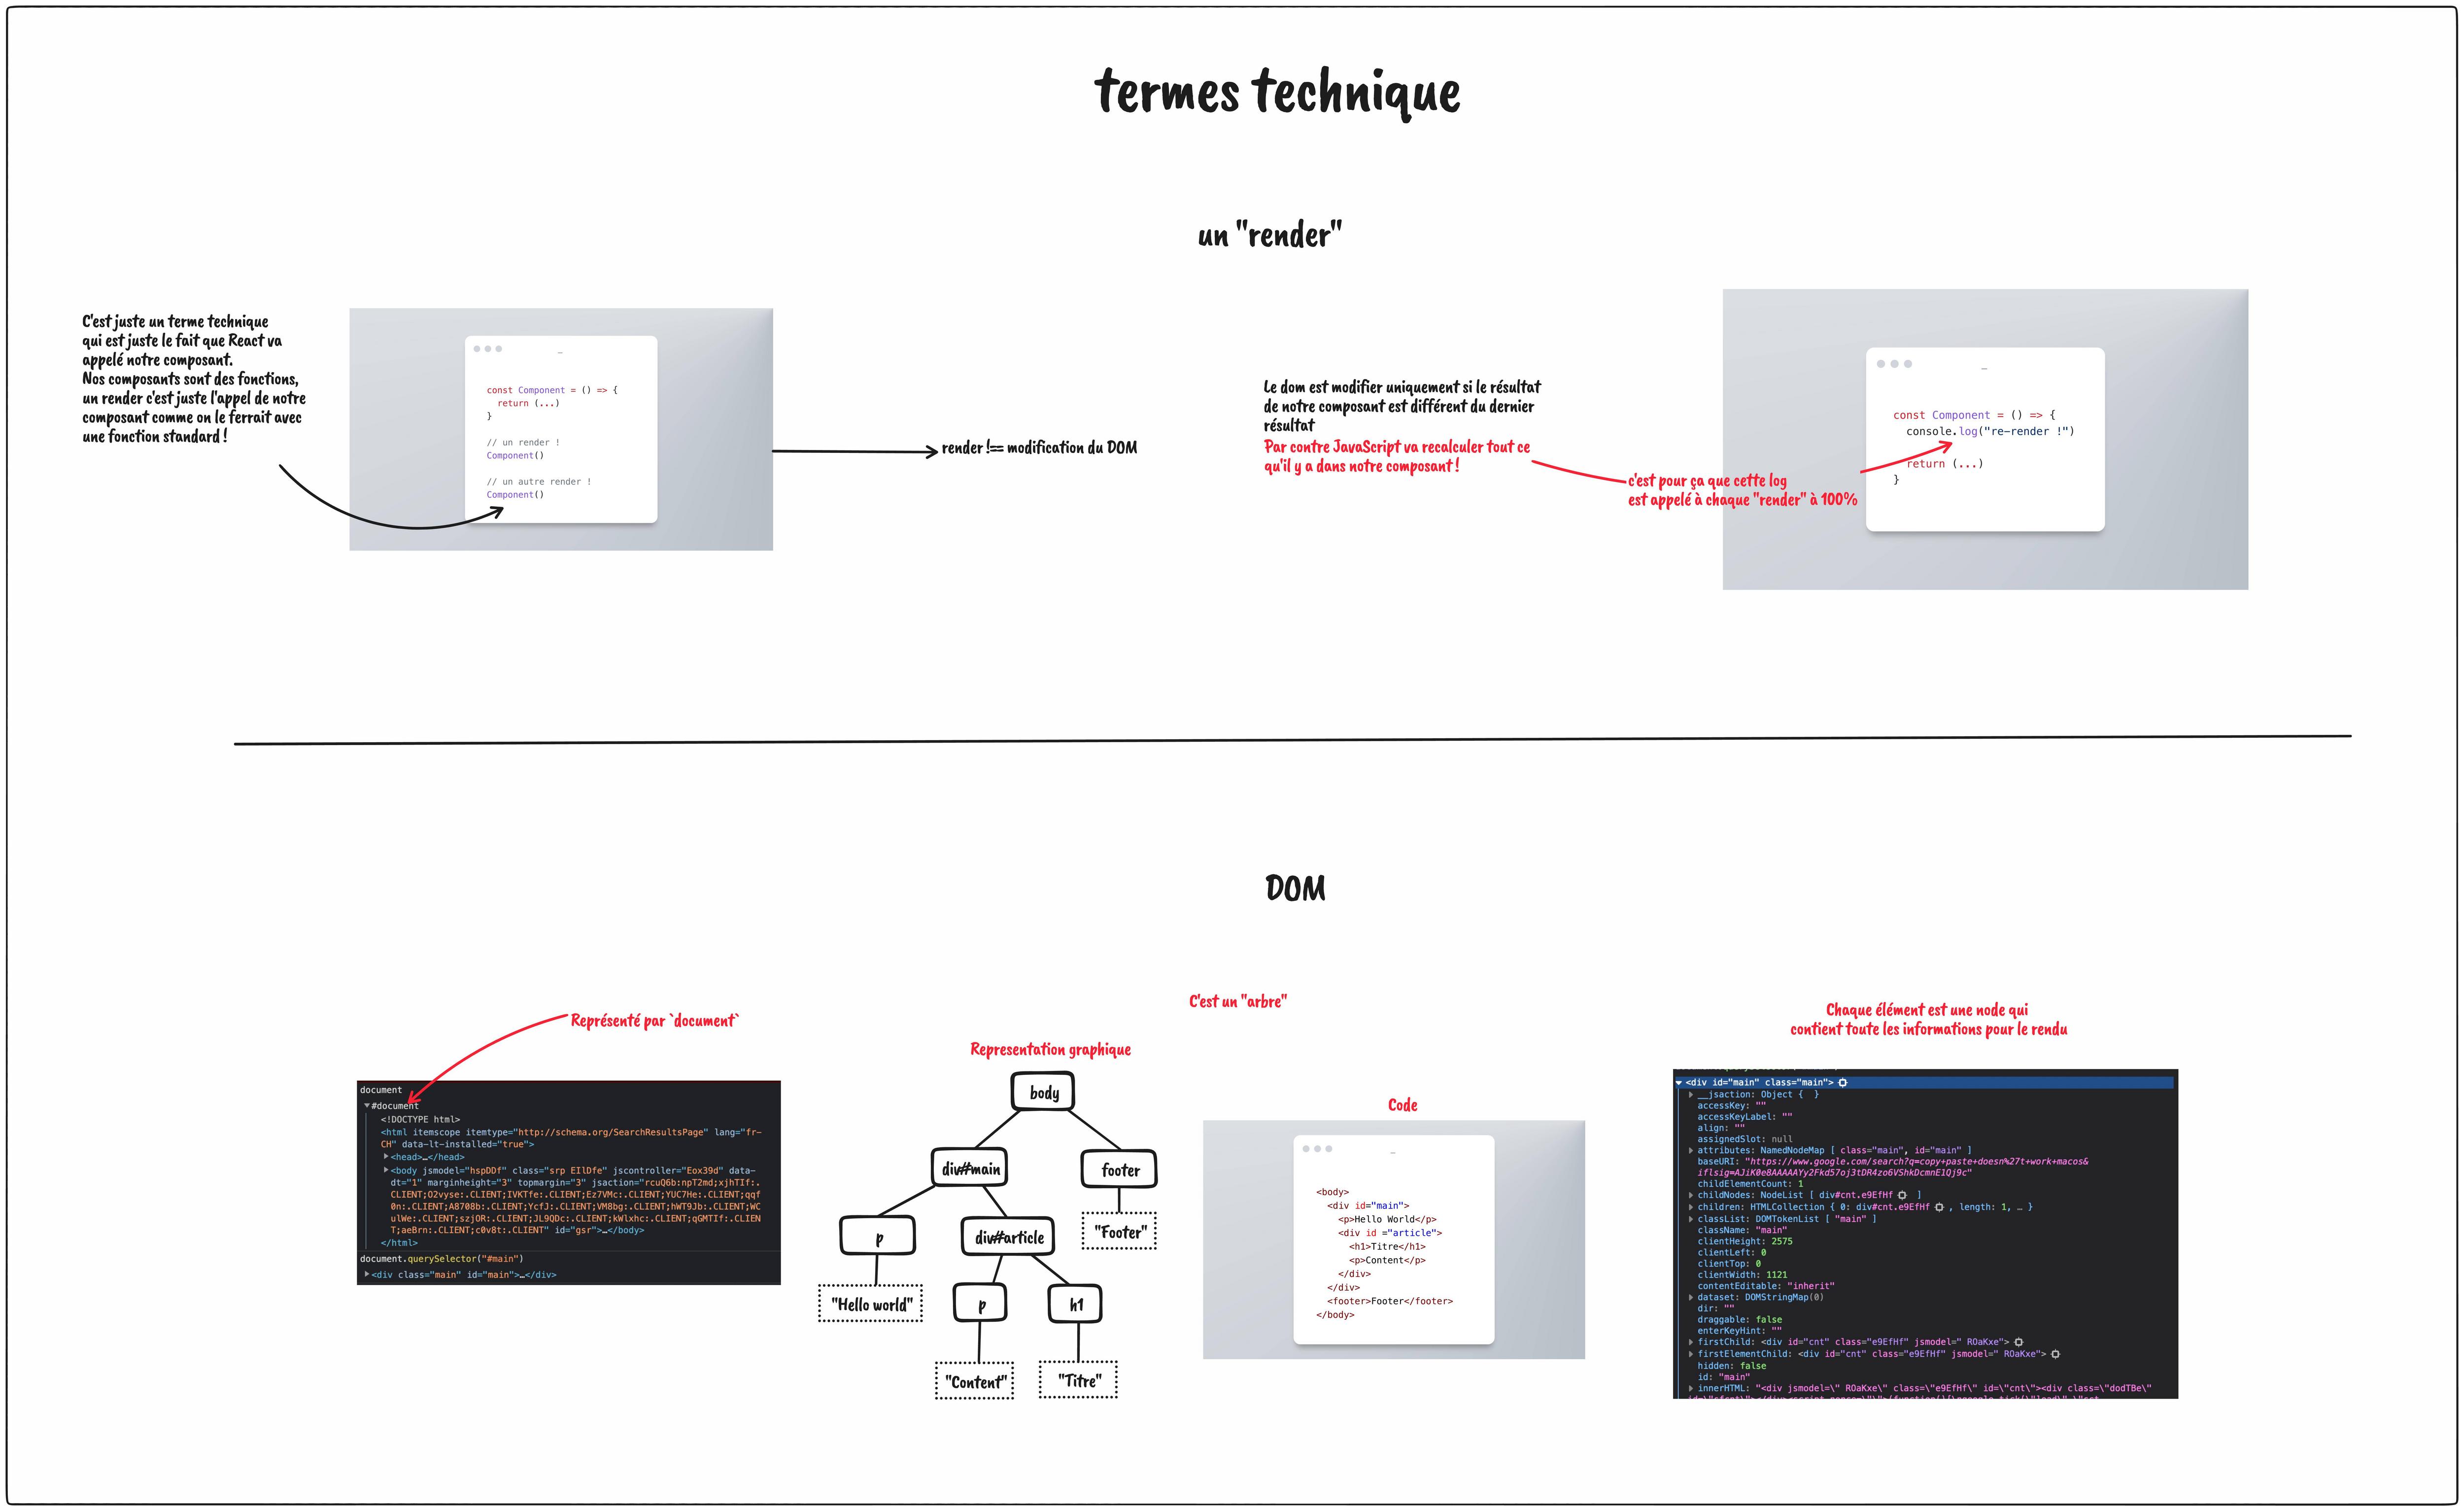 termes technique
un "render"
C'est juste un terme technique
qui est juste le fait que React va
appelé notre composant.
Nos composants sont des fonctions,
un render c'est juste l'appel de notre
composant comme on le ferrait avec
une fonction standard !
const Component = () => {
return (...)
}
// un render !
Component()
// un autre render !
Component()
render !== modification du DOM
Le dom est modifier uniquement si le résultat
de notre composant est différent du dernier
résultat
Par contre JavaScript va recalculer tout ce
qu'il y a dans notre composant !
c'est pour ça que cette log
est appelé à chaque "render" à 100%
const Component = () => {
console.log("re-render !")
return (...)
}
DOM
Représenté par `document`
document
#document
<!DOCTYPE html>
<html itemscope itemtype="http://schema.org/SearchResultsPage" lang="fr-
CH" data-lt-installed="true">
<head>…</head>
<body jsmodel="hspDDf" class="srp EIlDfe" jscontroller="Eox39d" data-
dt="1" marginheight="3" topmargin="3" jsaction="rcuQ6b:npT2md;xjhTIf:.
CLIENT;O2vyse:.CLIENT;IVKTfe:.CLIENT;Ez7VMc:.CLIENT;YUC7He:.CLIENT;qqf
0n:.CLIENT;A8708b:.CLIENT;YcfJ:.CLIENT;VM8bg:.CLIENT;hWT9Jb:.CLIENT;WC
ulWe:.CLIENT;szjOR:.CLIENT;JL9QDc:.CLIENT;kWlxhc:.CLIENT;qGMTIf:.CLIEN
T;aeBrn:.CLIENT;c0v8t:.CLIENT" id="gsr">…</body>
</html>
document.querySelector("#main")
<div class="main" id="main">…</div>
C'est un "arbre"
Representation graphique
body
div#main
footer
p
div#article
"Footer"
"Hello world"
p
h1
"Content"
"Titre"
Code
<body>
<div id="main">
<p>Hello World</p>
<div id ="article">
<h1>Titre</h1>
<p>Content</p>
</div>
</div>
<footer>Footer</footer>
</body>
Chaque élément est une node qui
contient toute les informations pour le rendu
<div id="main" class="main">
__jsaction: Object {  }
accessKey: ""
accessKeyLabel: ""
align: ""
assignedSlot: null
attributes: NamedNodeMap [ class="main", id="main" ]
baseURI: "https://www.google.com/search?q=copy+paste+doesn%27t+work+macos&
iflsig=AJiK0e8AAAAAYy2Fkd57oj3tDR4zo6VShkDcmnE1Qj9c"
childElementCount: 1
childNodes: NodeList [ div#cnt.e9EfHf ]
children: HTMLCollection { 0: div#cnt.e9EfHf , length: 1, … }
classList: DOMTokenList [ "main" ]
className: "main"
clientHeight: 2575
clientLeft: 0
clientTop: 0
clientWidth: 1121
contentEditable: "inherit"
dataset: DOMStringMap(0)
dir: ""
draggable: false
enterKeyHint: ""
firstChild: <div id="cnt" class="e9EfHf" jsmodel=" ROaKxe">
firstElementChild: <div id="cnt" class="e9EfHf" jsmodel=" ROaKxe">
hidden: false
id: "main"
innerHTML: "<div jsmodel=\" ROaKxe\" class=\"e9EfHf\" id=\"cnt\"><div class=\"dodTBe\"